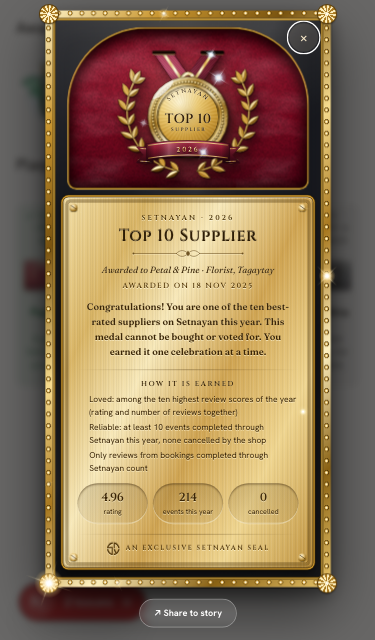 ×
SETNAYAN
TOP 10
SUPPLIER
2026
SETNAYAN · 2026
TOP 10 SUPPLIER
Awarded to Petal & Pine · Florist, Tagaytay
AWARDED ON 18 NOV 2025
Congratulations! You are one of the ten best-
rated suppliers on Setnayan this year. This
medal cannot be bought or voted for. You
earned it one celebration at a time.
HOW IT IS EARNED
Loved: among the ten highest review scores of the year
(rating and number of reviews together)
Reliable: at least 10 events completed through
Setnayan this year, none cancelled by the shop
Only reviews from bookings completed through
Setnayan count
4.96
rating
214
events this year
0
cancelled
AN EXCLUSIVE SETNAYAN SEAL
↗ Share to story